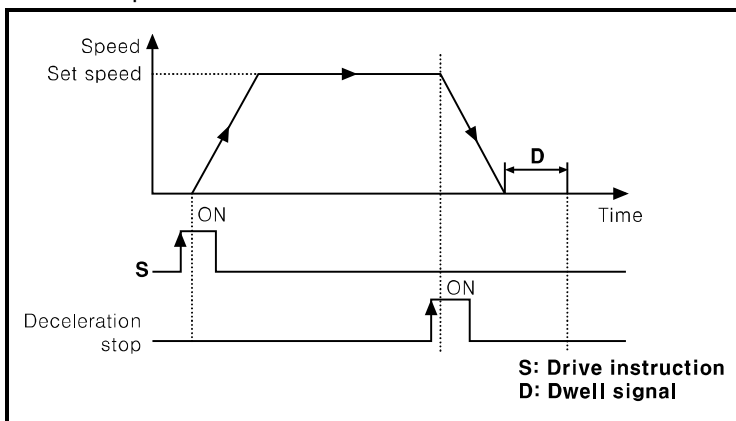 Speed
Set speed
D
Time
ON
S
ON
Deceleration
stop
S: Drive instruction
D: Dwell signal